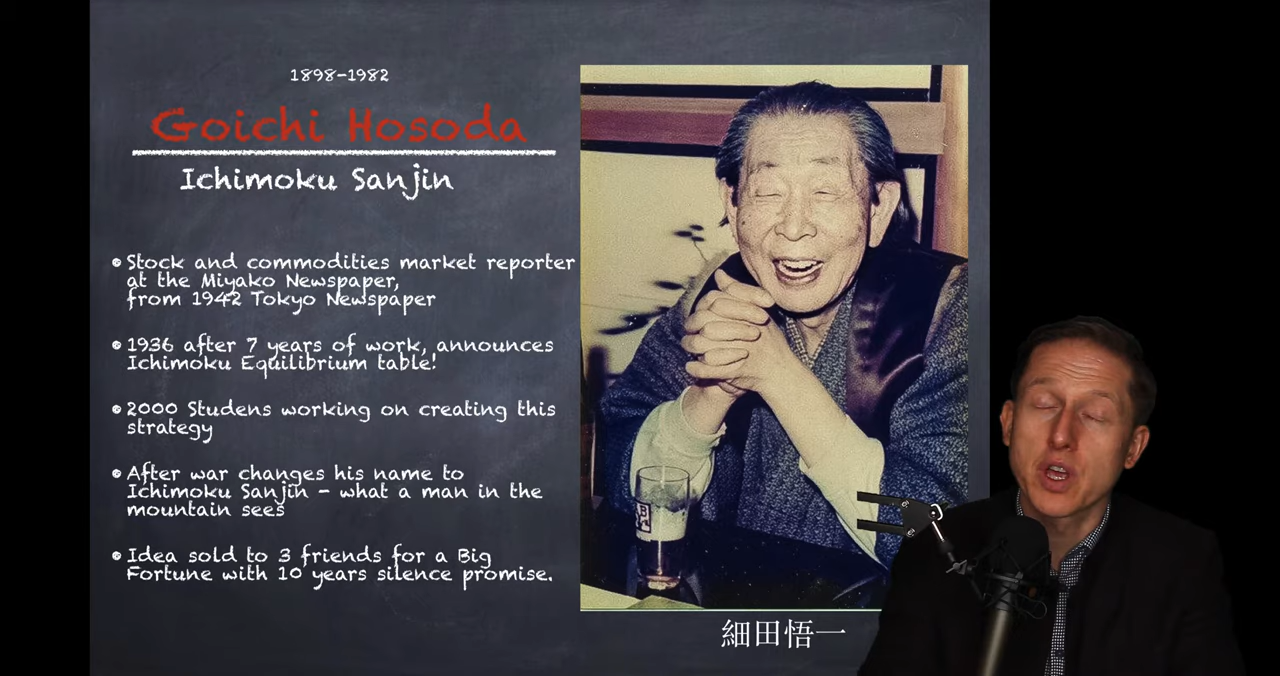 1898-1982
Goichi Hosoda
Ichimoku Sanjin
• Stock and commodities market reporter
at the Miyako Newspaper,
from 1942 Tokyo Newspaper
• 1936 after 7 years of work, announces
Ichimoku Equilibrium table!
• 2000 Studens working on creating this
strategy
• After war changes his name to
Ichimoku Sanjin - what a man in the
mountain sees
• Idea sold to 3 friends for a Big
Fortune with 10 years silence promise.
細田悟一